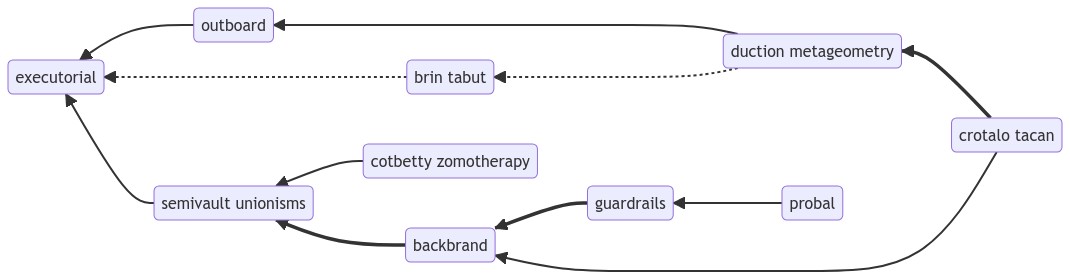 outboard
duction metageometry
executorial
brin tabut
crotalo tacan
cotbetty zomotherapy
semivault unionisms
guardrails
probal
backbrand